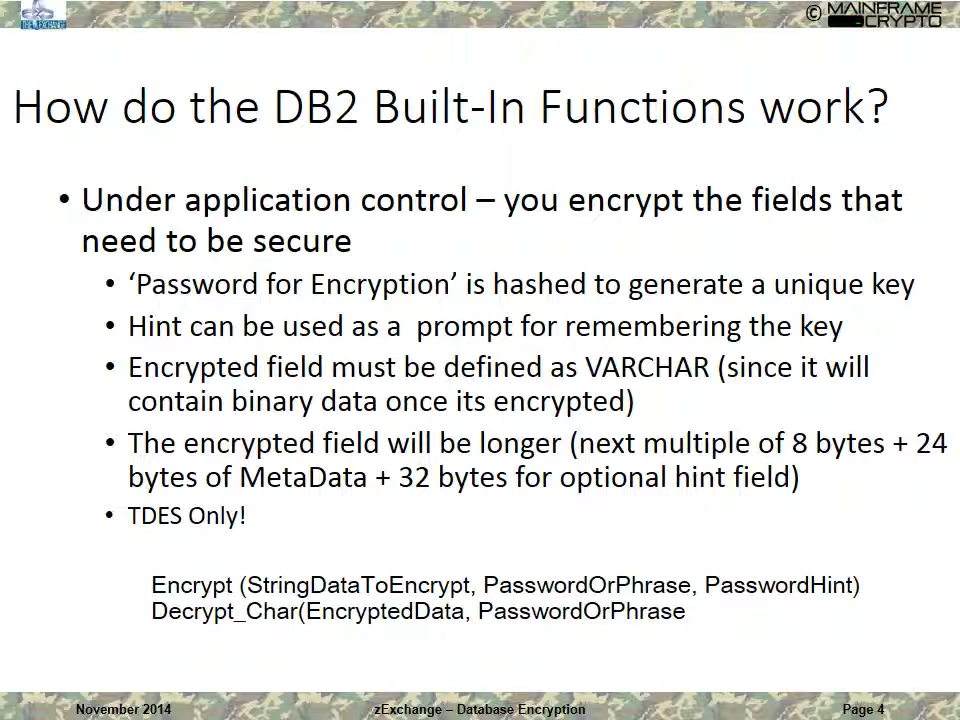 © MAINFRAME
CRYPTO
THE EXCHANGE
How do the DB2 Built-In Functions work?
• Under application control – you encrypt the fields that
need to be secure
• ‘Password for Encryption’ is hashed to generate a unique key
• Hint can be used as a  prompt for remembering the key
• Encrypted field must be defined as VARCHAR (since it will
contain binary data once its encrypted)
• The encrypted field will be longer (next multiple of 8 bytes + 24
bytes of MetaData + 32 bytes for optional hint field)
• TDES Only!
Encrypt (StringDataToEncrypt, PasswordOrPhrase, PasswordHint)
Decrypt_Char(EncryptedData, PasswordOrPhrase
November 2014 zExchange – Database Encryption Page 4